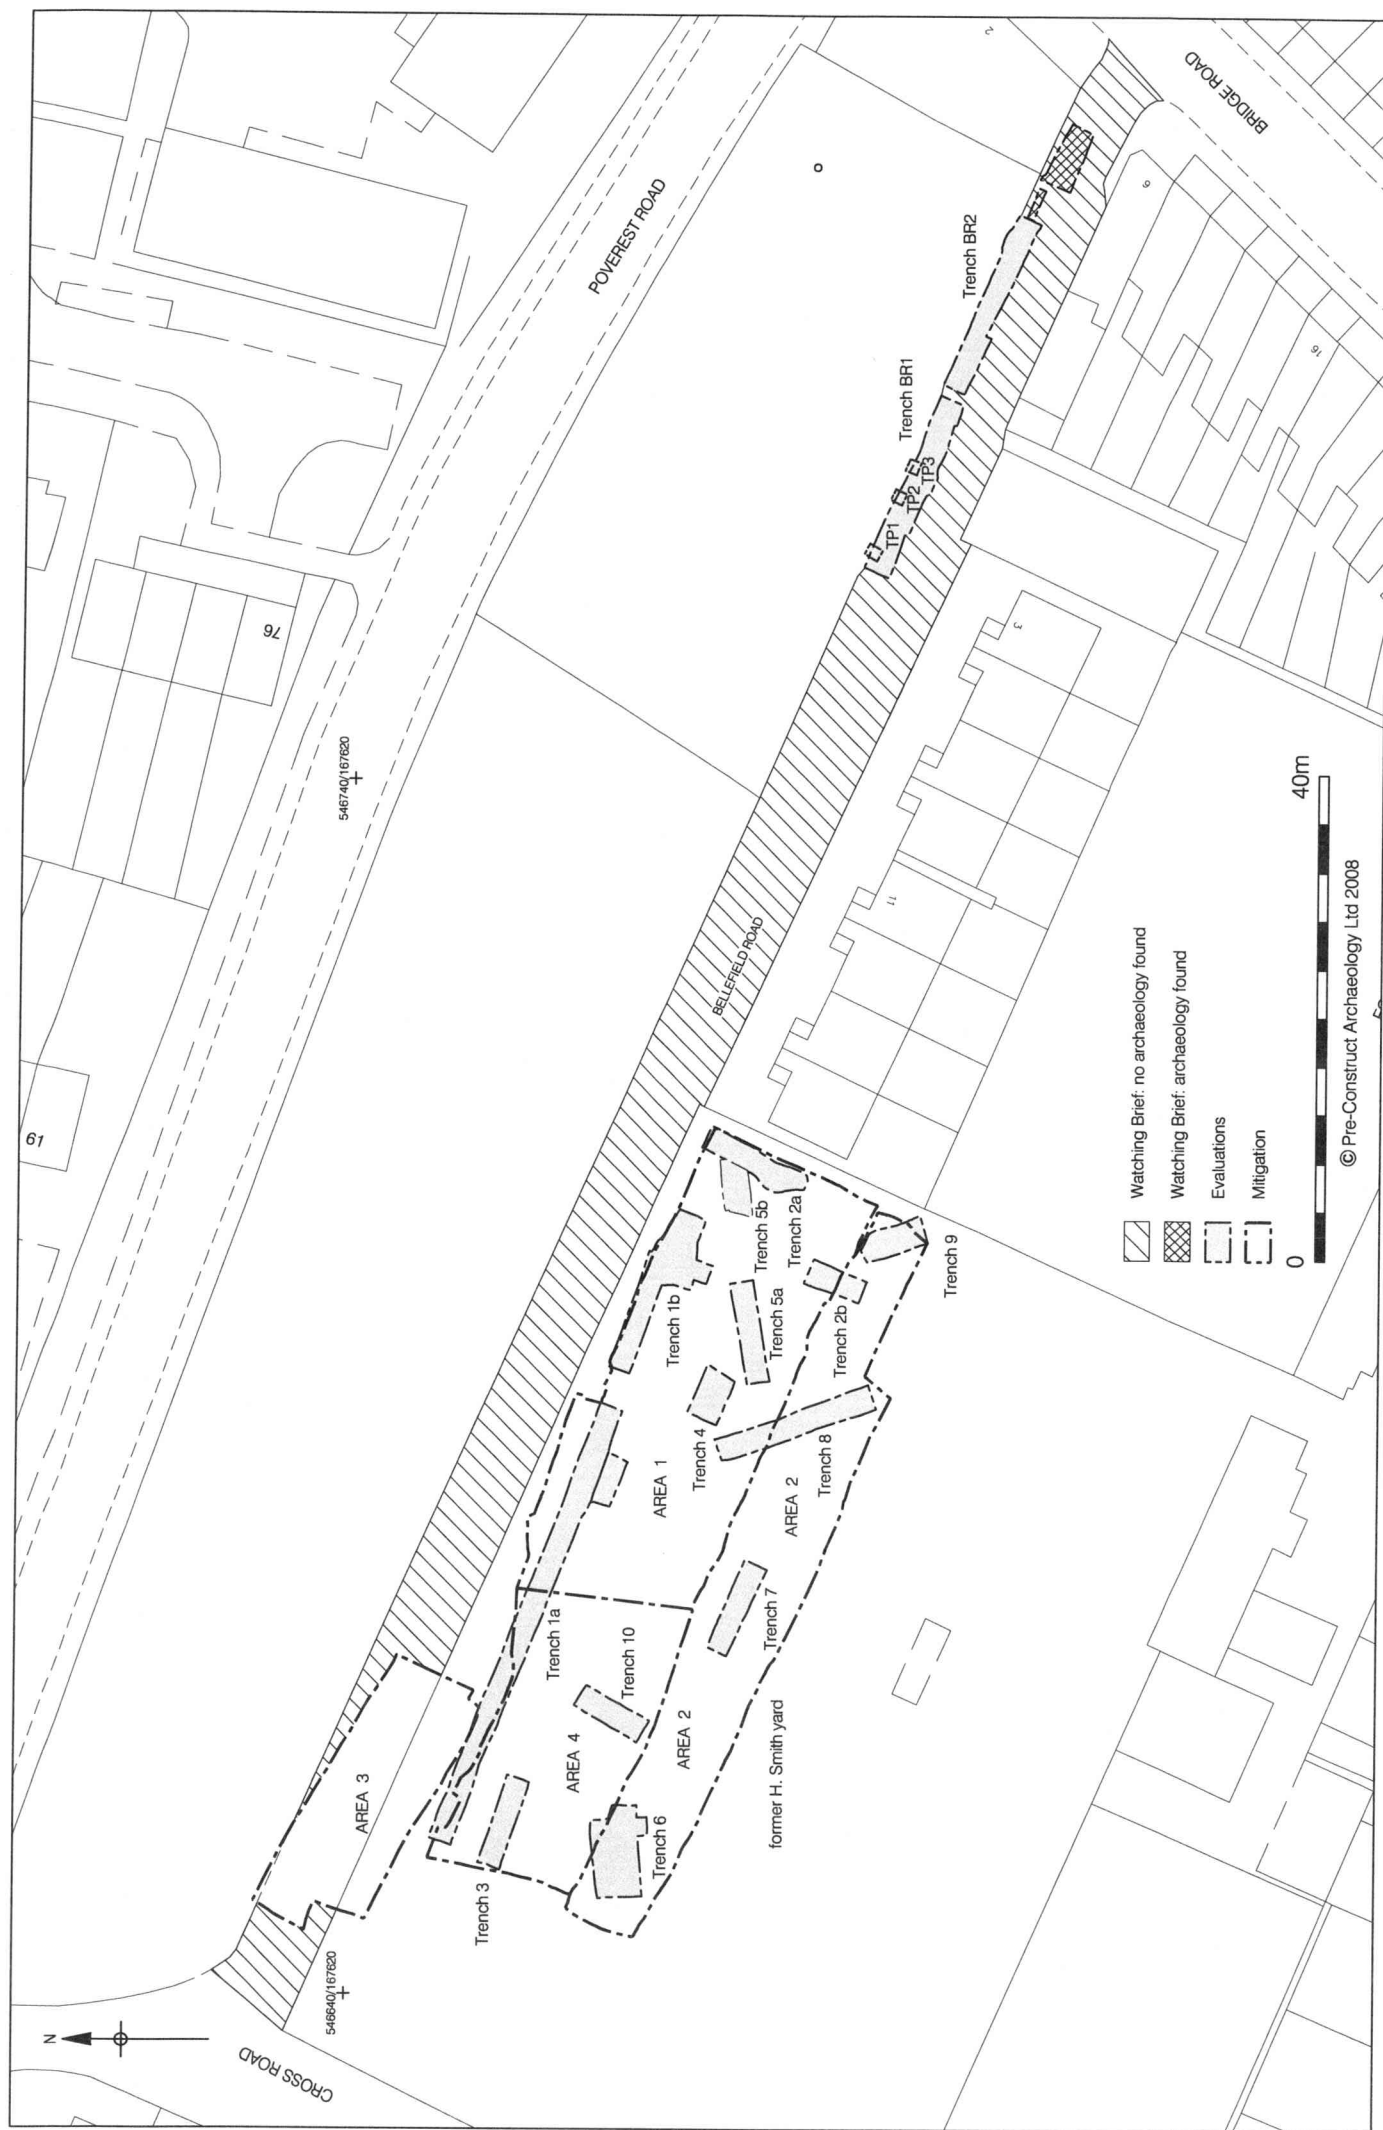 N
CROSS ROAD
546640/167620
61
546740/167620
76
POVEREST ROAD
2
BRIDGE ROAD
AREA 3
BELLEFIELD ROAD
Trench BR1
Trench BR2
TP1
TP2
TP3
6
16
3
11
Trench 3
Trench 1a
Trench 10
AREA 4
AREA 1
Trench 1b
Trench 4
Trench 5a
Trench 5b
Trench 2a
Trench 2b
Trench 9
Trench 6
AREA 2
Trench 7
AREA 2
Trench 8
former H. Smith yard
Watching Brief: no archaeology found
Watching Brief: archaeology found
Evaluations
Mitigation
0
40m
© Pre-Construct Archaeology Ltd 2008